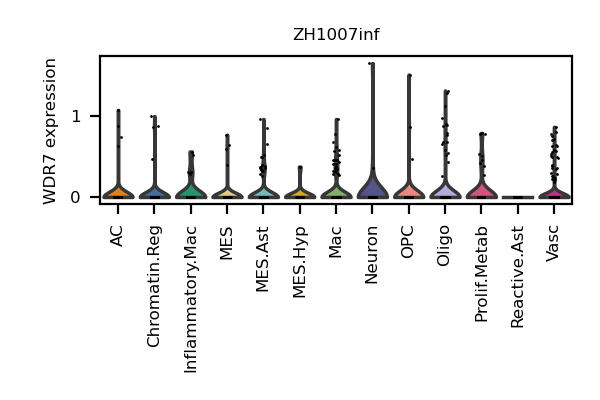 ZH1007inf
WDR7 expression
1
0
AC
Chromatin.Reg
Inflammatory.Mac
MES
MES.Ast
MES.Hyp
Mac
Neuron
OPC
Oligo
Prolif.Metab
Reactive.Ast
Vasc